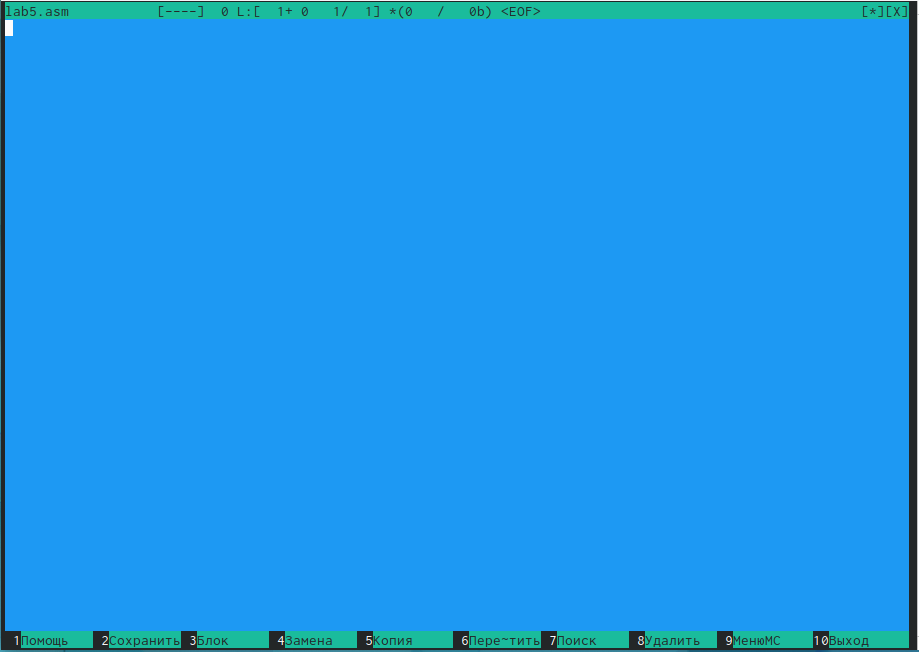 lab5.asm [----] 0 L:[ 1+ 0 1/ 1] *(0 / 0b) <EOF> [*][X]
1Помощь 2Сохранить 3Блок 4Замена 5Копия 6Пере~тить 7Поиск 8Удалить 9МенюMC 10Выход